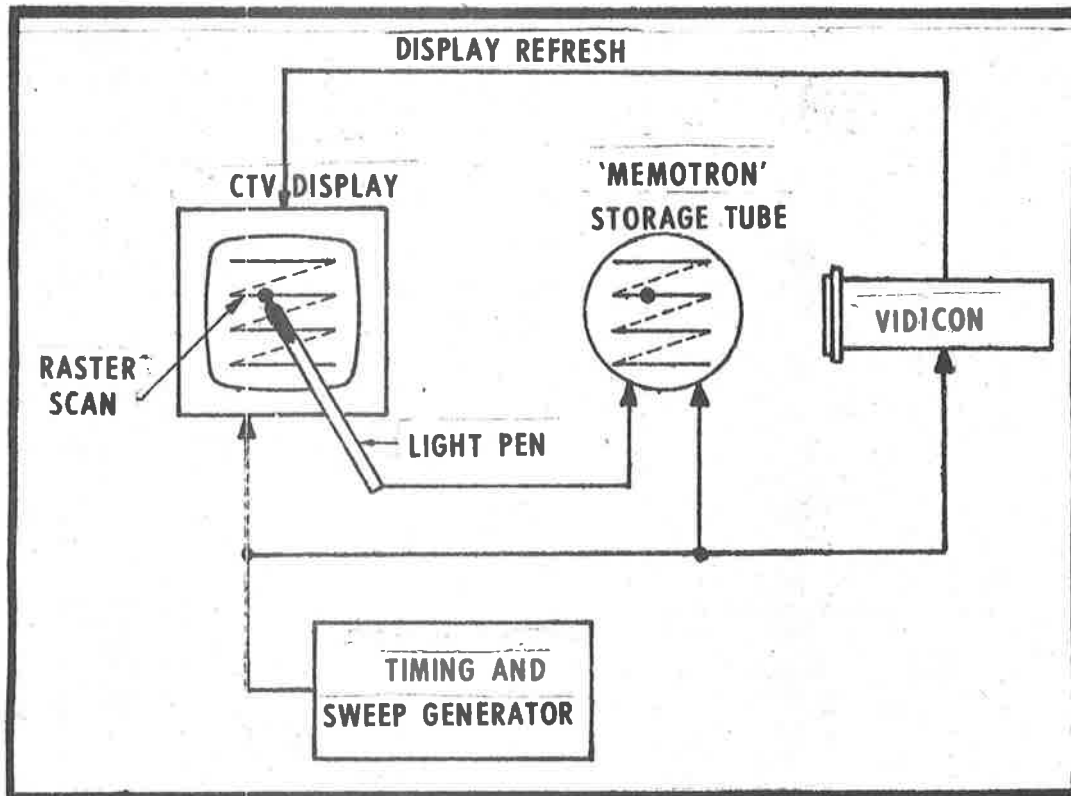 DISPLAY REFRESH
CTV DISPLAY
'MEMOTRON'
STORAGE TUBE
VIDICON
RASTER
SCAN
LIGHT PEN
TIMING AND
SWEEP GENERATOR